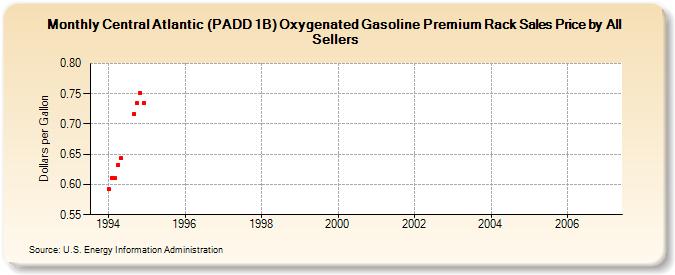 Monthly Central Atlantic (PADD 1B) Oxygenated Gasoline Premium Rack Sales Price by All
Sellers
Dollars per Gallon
0.80
0.75
0.70
0.65
0.60
0.55
1994 1996 1998 2000 2002 2004 2006
Source: U.S. Energy Information Administration